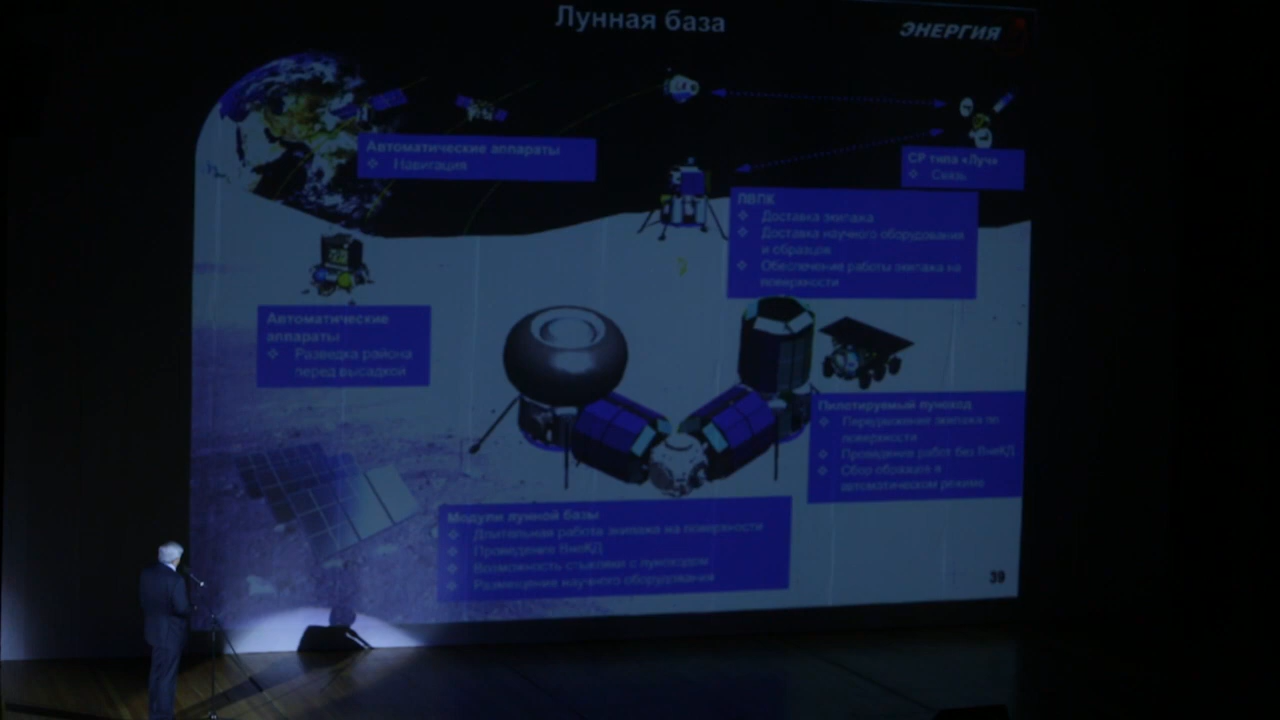 Лунная база
ЭНЕРГИЯ
Автоматические аппараты
Навигация
СР типа «Луч»
Связь
ПВПК
Доставка экипажа
Доставка научного оборудования
и образцов
Обеспечение работы экипажа на
поверхности
Автоматические
аппараты
Разведка района
перед высадкой
Пилотируемый луноход
Передвижение экипажа по
поверхности
Проведение работ без ВнеКД
Сбор образцов в
автоматическом режиме
Модули лунной базы
Длительная работа экипажа на поверхности
Проведение ВнеКД
Возможность стыковки с луноходом
Размещение научного оборудования
39